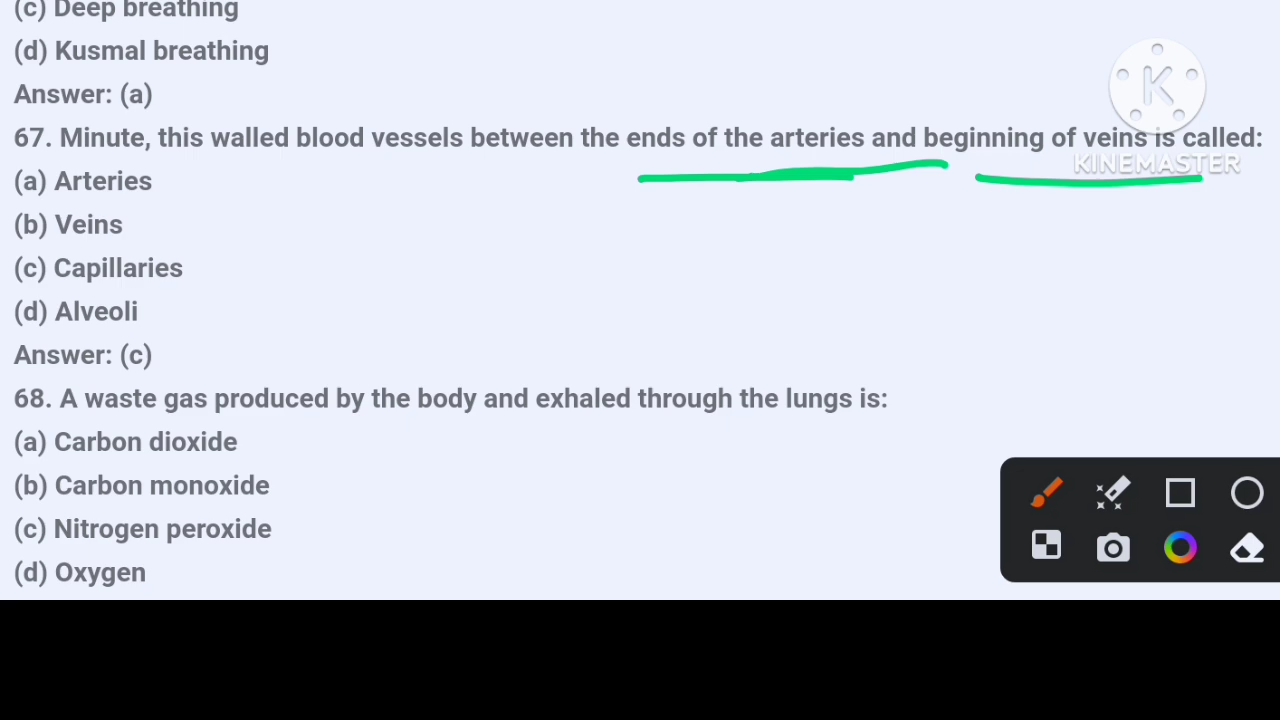 (c) Deep breathing
(d) Kusmal breathing
Answer: (a)
67. Minute, this walled blood vessels between the ends of the arteries and beginning of veins is called:
(a) Arteries
(b) Veins
(c) Capillaries
(d) Alveoli
Answer: (c)
68. A waste gas produced by the body and exhaled through the lungs is:
(a) Carbon dioxide
(b) Carbon monoxide
(c) Nitrogen peroxide
(d) Oxygen
K
KINEMASTER